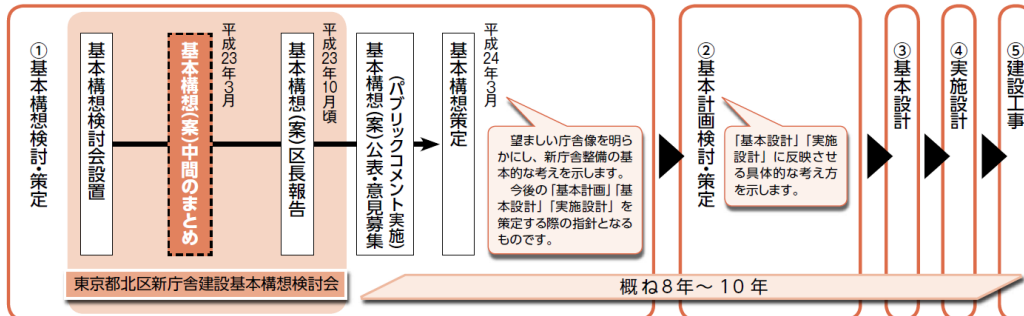 ①基本構想検討・策定
基本構想検討会設置
基本構想(案)中間のまとめ
平成23年3月
基本構想(案)区長報告
平成23年10月頃
基本構想(案)公表・意見募集
(パブリックコメント実施)
基本構想策定
平成24年3月
望ましい庁舎像を明ら
かにし、新庁舎整備の基
本的な考えを示します。
今後の「基本計画」「基
本設計」「実施設計」を
策定する際の指針となる
ものです。
東京都北区新庁舎建設基本構想検討会
②基本計画検討・策定
「基本設計」「実施
設計」に反映させ
る具体的な考え方
を示します。
③基本設計
④実施設計
⑤建設工事
概ね8年〜10年